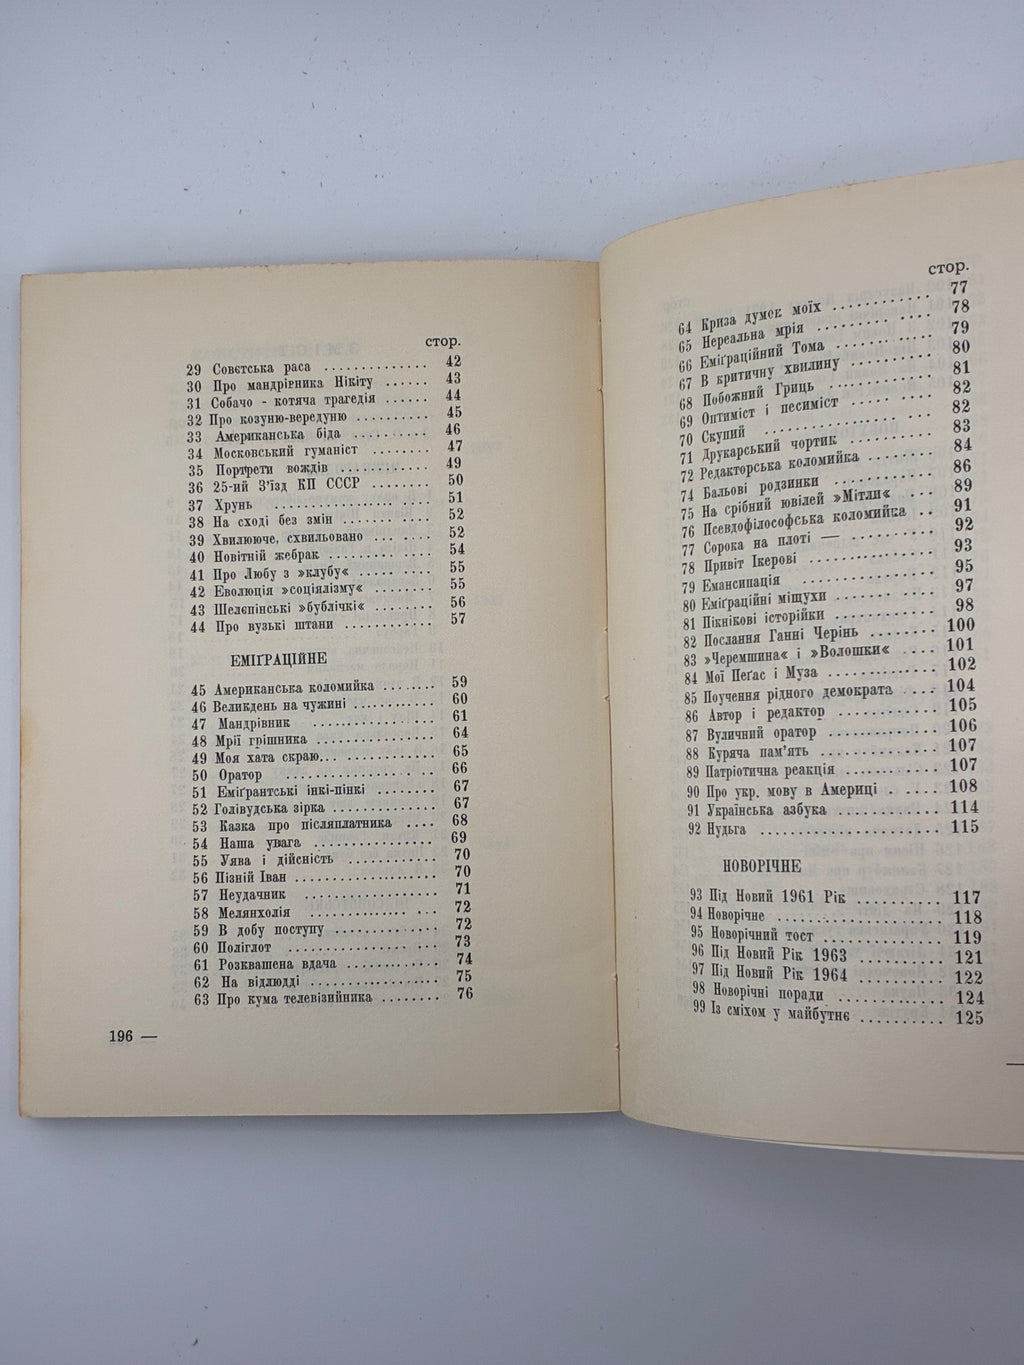 стор.
29 Совєтська раса .............. 42
30 Про мандрівника Нікіту ...... 43
31 Собачо - котяча трагедія ...... 44
32 Про козуню-вередуню .......... 45
33 Американська біда .......... 46
34 Московський гуманіст ........ 47
35 Портрети вождів ............ 49
36 25-ий З'їзд КП СССР ........ 50
37 Хрунь .................. 51
38 На сході без змін ........... 52
39 Хвилююче, схвильовано ........ 52
40 Новітній жебрак ............. 54
41 Про Любу з »клубу« .......... 55
42 Еволюція »соціялізму« ........ 55
43 Шелепінські »бублічкі« ........ 56
44 Про вузькі штани ............ 57
ЕМІҐРАЦІЙНЕ
45 Американська коломийка ........ 59
46 Великдень на чужині ........... 60
47 Мандрівник .............. 61
48 Мрії грішника .............. 64
49 Моя хата скраю... ............ 65
50 Оратор ................ 66
51 Еміґрантські інкі-пінкі ........ 67
52 Голівудська зірка ............ 67
53 Казка про післяплатника .... 68
54 Наша увага .............. 69
55 Уява і дійсність ............ 70
56 Пізній Іван ................ 70
57 Неудачник ............... 71
58 Мелянхолія .............. 72
59 В добу поступу ............ 72
60 Поліглот ................ 73
61 Розквашена вдача ............ 74
62 На відлюдді ................ 75
63 Про кума телевізійника ........ 76
196 —
стор.
64 Криза думок моїх ........... 77
65 Нереальна мрія ............ 78
66 Еміґраційний Тома ............ 79
67 В критичну хвилину .......... 80
68 Побожний Гриць ............ 81
69 Оптиміст і песиміст .......... 82
70 Скупий ................ 82
71 Друкарський чортик .......... 83
72 Редакторська коломийка ........ 84
74 Бальові родзинки ............ 86
75 На срібний ювілей »Мітли« ... 89
76 Псевдофілософська коломийка .. 91
77 Сорока на плоті — .......... 92
78 Привіт Ікерові .............. 93
79 Емансипація .............. 95
80 Еміґраційні міщухи .......... 97
81 Пікнікові історійки .......... 98
82 Послання Ганні Черінь ........ 100
83 »Черемшина« і »Волошки« .... 101
84 Мої Пеґас і Муза ............ 102
85 Поучення рідного демократа .... 104
86 Автор і редактор ............ 105
87 Вуличний оратор ............ 106
88 Куряча пам'ять ............ 107
89 Патріотична реакція .......... 107
90 Про укр. мову в Америці . ..... 108
91 Українська азбука ............ 114
92 Нудьга .................... 115
НОВОРІЧНЕ
93 Під Новий 1961 Рік .......... 117
94 Новорічне .................. 118
95 Новорічний тост .............. 119
96 Під Новий Рік 1963 .......... 121
97 Під Новий Рік 1964 .......... 122
98 Новорічні поради ............ 124
99 Із сміхом у майбутнє .......... 125